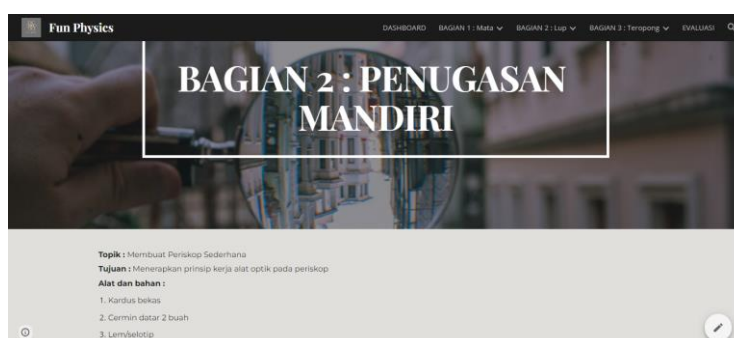 Fun Physics
DASHBOARD BAGIAN 1 : Mata BAGIAN 2 : Lup BAGIAN 3 : Teropong EVALUASI
BAGIAN 2 : PENUGASAN
MANDIRI
Topik : Membuat Periskop Sederhana
Tujuan : Menerapkan prinsip kerja alat optik pada periskop
Alat dan bahan :
1. Kardus bekas
2. Cermin datar 2 buah
3. Lem/selotip